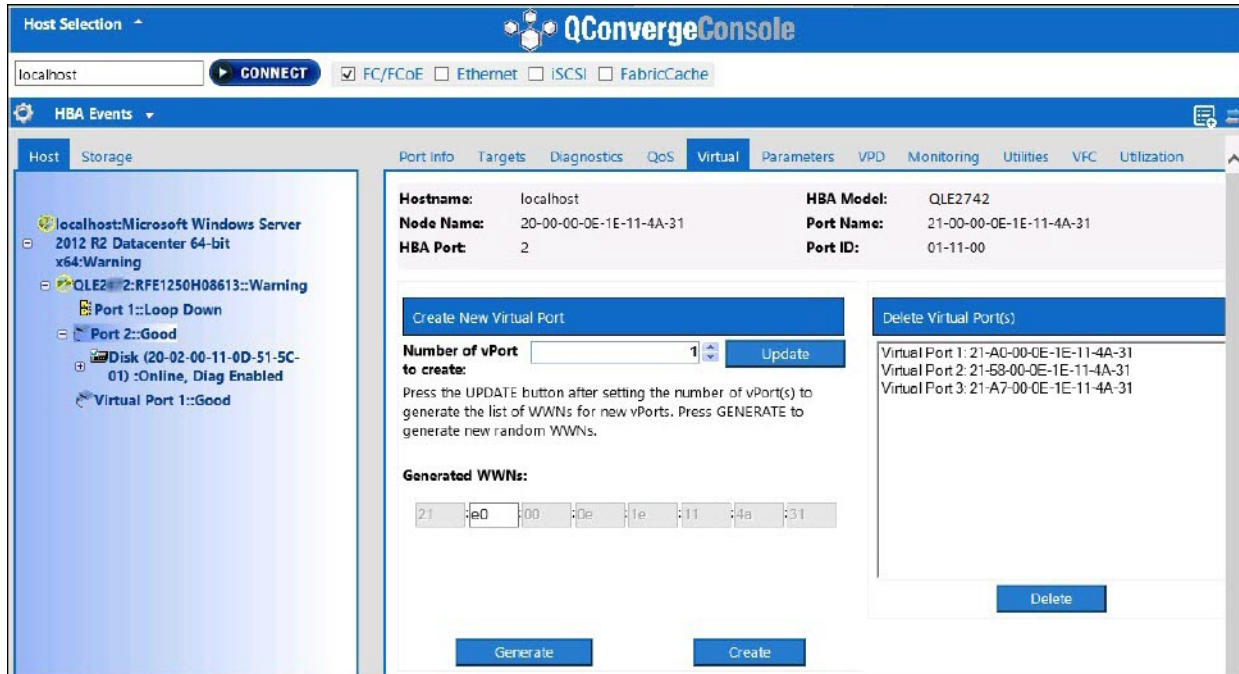 Host Selection
QConvergeConsole
localhost
CONNECT
FC/FCoE
Ethernet
iSCSI
FabricCache
HBA Events
Host
Storage
Port Info
Targets
Diagnostics
QoS
Virtual
Parameters
VPD
Monitoring
Utilities
VFC
Utilization
localhost:Microsoft Windows Server
2012 R2 Datacenter 64-bit
x64:Warning
2:RFE1250H08613::Warning
Port 1::Loop Down
Port 2::Good
Disk (20-02-00-11-0D-51-5C-
01) :Online, Diag Enabled
Virtual Port 1::Good
Hostname: localhost
HBA Model: QLE2742
Node Name: 20-00-00-0E-1E-11-4A-31
Port Name: 21-00-00-0E-1E-11-4A-31
HBA Port: 2
Port ID: 01-11-00
Create New Virtual Port
Number of vPort 1 Update
to create:
Press the UPDATE button after setting the number of vPort(s) to
generate the list of WWNs for new vPorts. Press GENERATE to
generate new random WWNs.
Generated WWNs:
21 :e0 :00 :0e :1e :11 :4a :31
Generate
Create
Delete Virtual Port(s)
Virtual Port 1: 21-A0-00-0E-1E-11-4A-31
Virtual Port 2: 21-58-00-0E-1E-11-4A-31
Virtual Port 3: 21-A7-00-0E-1E-11-4A-31
Delete